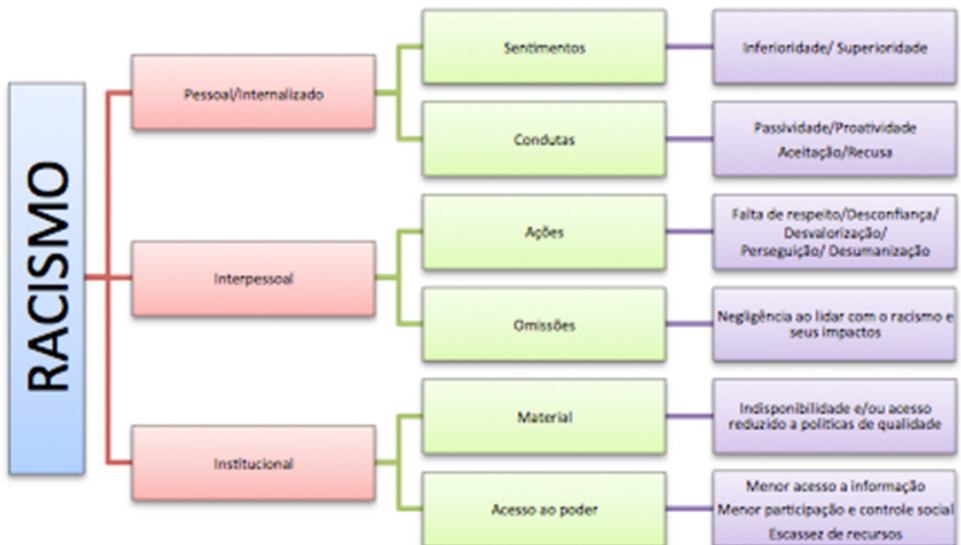 RACISMO
Pessoal/Internalizado
Sentimentos
Inferioridade/ Superioridade
Condutas
Passividade/Proatividade
Aceitação/Recusa
Interpessoal
Ações
Falta de respeito/Desconfiança/
Desvalorização/
Perseguição/ Desumanização
Omissões
Negligência ao lidar com o racismo e
seus impactos
Institucional
Material
Indisponibilidade e/ou acesso
reduzido a políticas de qualidade
Acesso ao poder
Menor acesso a informação
Menor participação e controle social
Escassez de recursos